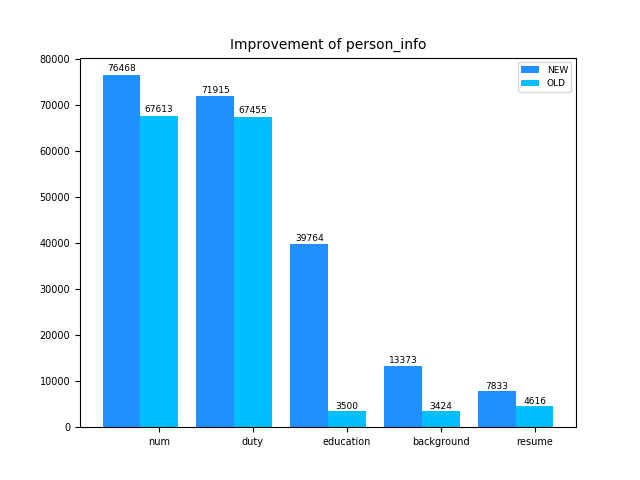 Improvement of person_info
NEW
OLD
80000
70000
60000
50000
40000
30000
20000
10000
0
76468
67613
71915
67455
39764
3500
13373
3424
7833
4616
num
duty
education
background
resume